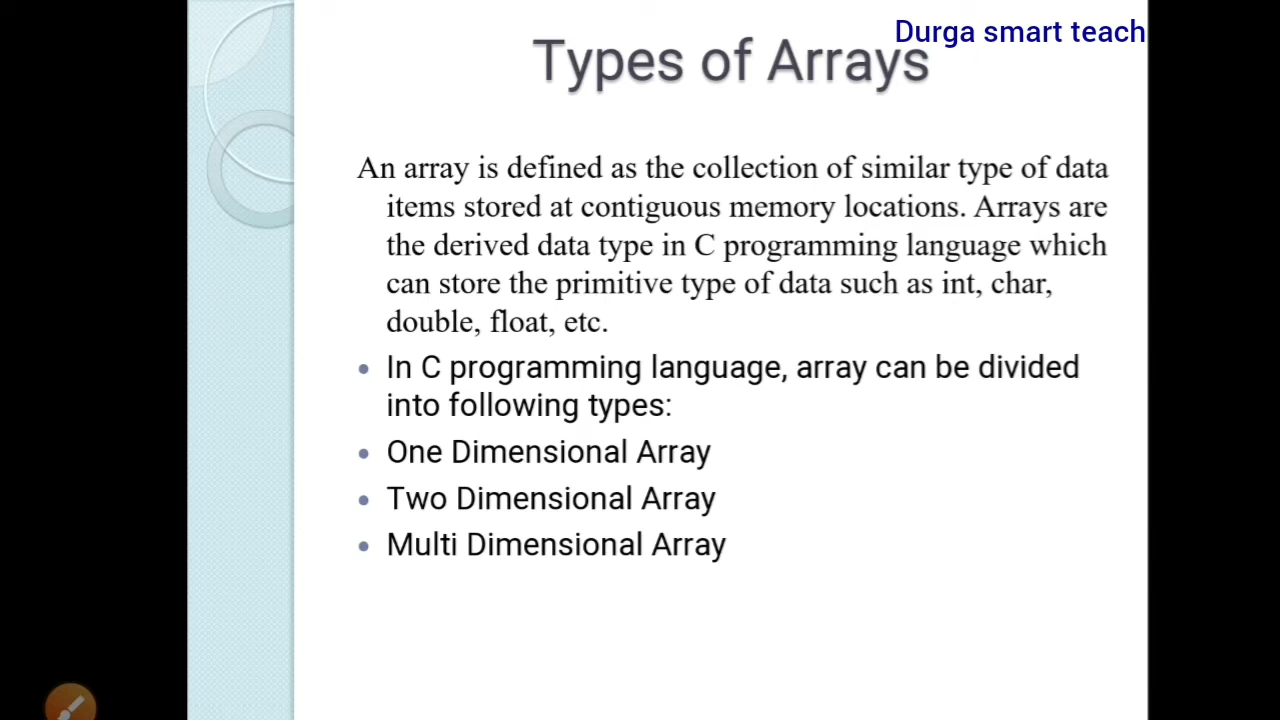 Durga smart teach
Types of Arrays
An array is defined as the collection of similar type of data
items stored at contiguous memory locations. Arrays are
the derived data type in C programming language which
can store the primitive type of data such as int, char,
double, float, etc.
• In C programming language, array can be divided
into following types:
• One Dimensional Array
• Two Dimensional Array
• Multi Dimensional Array